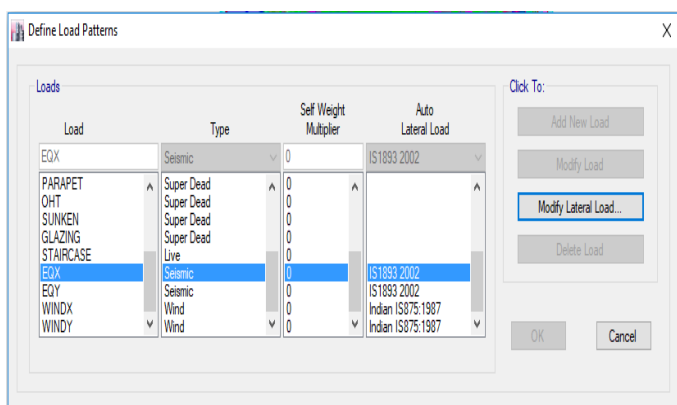 Define Load Patterns
Loads
Click To:
Load Type Self Weight Multiplier Auto Lateral Load
EQX Seismic 0 IS1893 2002
PARAPET Super Dead 0
OHT Super Dead 0
SUNKEN Super Dead 0
GLAZING Super Dead 0
STAIRCASE Live 0
EQX Seismic 0 IS1893 2002
EQY Seismic 0 IS1893 2002
WINDX Wind 0 Indian IS875:1987
WINDY Wind 0 Indian IS875:1987
Add New Load
Modify Load
Modify Lateral Load...
Delete Load
OK Cancel